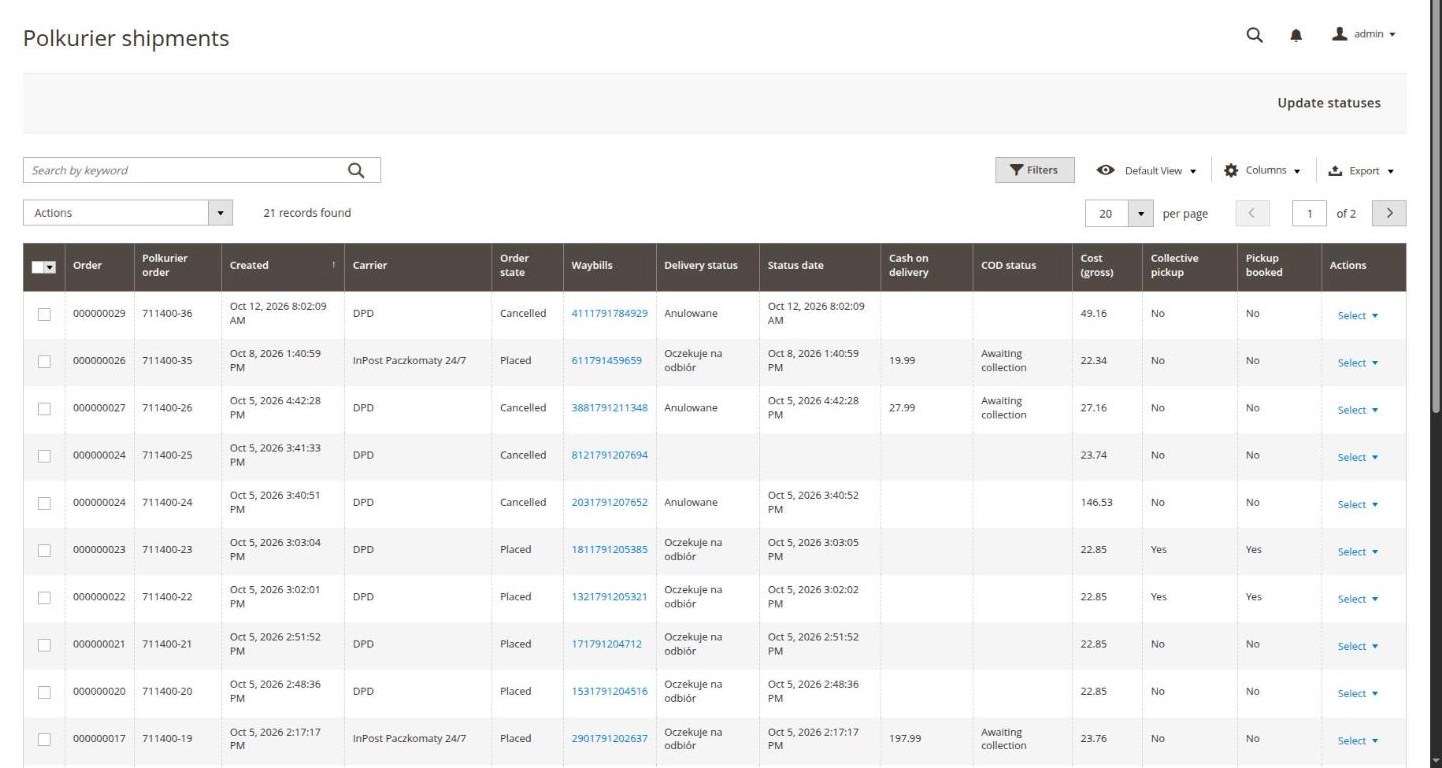 Polkurier shipments
admin
Update statuses
Search by keyword
Filters
Default View
Columns
Export
Actions
21 records found
20
per page
1
of 2
Order
Polkurier order
Created ↑
Carrier
Order state
Waybills
Delivery status
Status date
Cash on delivery
COD status
Cost (gross)
Collective pickup
Pickup booked
Actions
000000029 711400-36 Oct 12, 2026 8:02:09 AM DPD Cancelled 4111791784929 Anulowane Oct 12, 2026 8:02:09 AM 49.16 No No Select
000000026 711400-35 Oct 8, 2026 1:40:59 PM InPost Paczkomaty 24/7 Placed 611791459659 Oczekuje na odbiór Oct 8, 2026 1:40:59 PM 19.99 Awaiting collection 22.34 No No Select
000000027 711400-26 Oct 5, 2026 4:42:28 PM DPD Cancelled 3881791211348 Anulowane Oct 5, 2026 4:42:28 PM 27.99 Awaiting collection 27.16 No No Select
000000024 711400-25 Oct 5, 2026 3:41:33 PM DPD Cancelled 8121791207694 23.74 No No Select
000000024 711400-24 Oct 5, 2026 3:40:51 PM DPD Cancelled 2031791207652 Anulowane Oct 5, 2026 3:40:52 PM 146.53 No No Select
000000023 711400-23 Oct 5, 2026 3:03:04 PM DPD Placed 1811791205385 Oczekuje na odbiór Oct 5, 2026 3:03:05 PM 22.85 Yes Yes Select
000000022 711400-22 Oct 5, 2026 3:02:01 PM DPD Placed 1321791205321 Oczekuje na odbiór Oct 5, 2026 3:02:02 PM 22.85 Yes Yes Select
000000021 711400-21 Oct 5, 2026 2:51:52 PM DPD Placed 171791204712 Oczekuje na odbiór Oct 5, 2026 2:51:52 PM 22.85 No No Select
000000020 711400-20 Oct 5, 2026 2:48:36 PM DPD Placed 1531791204516 Oczekuje na odbiór Oct 5, 2026 2:48:36 PM 22.85 No No Select
000000017 711400-19 Oct 5, 2026 2:17:17 PM InPost Paczkomaty 24/7 Placed 2901791202637 Oczekuje na odbiór Oct 5, 2026 2:17:17 PM 197.99 Awaiting collection 23.76 No No Select